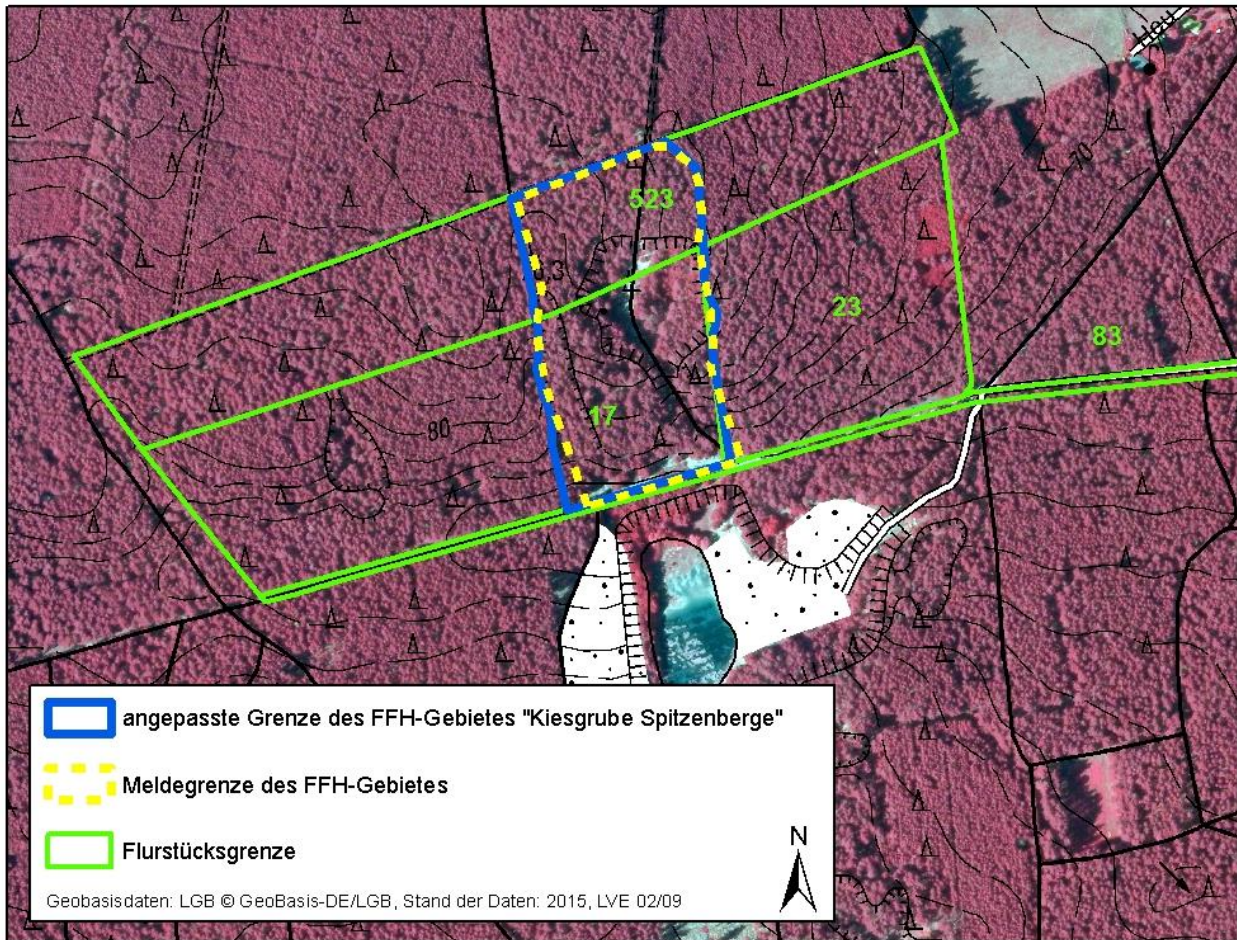 Heu
70
523
23
83
80
17
angepasste Grenze des FFH-Gebietes "Kiesgrube Spitzenberge"
Meldegrenze des FFH-Gebietes
Flurstücksgrenze
N
Geobasisdaten: LGB © GeoBasis-DE/LGB, Stand der Daten: 2015, LVE 02/09